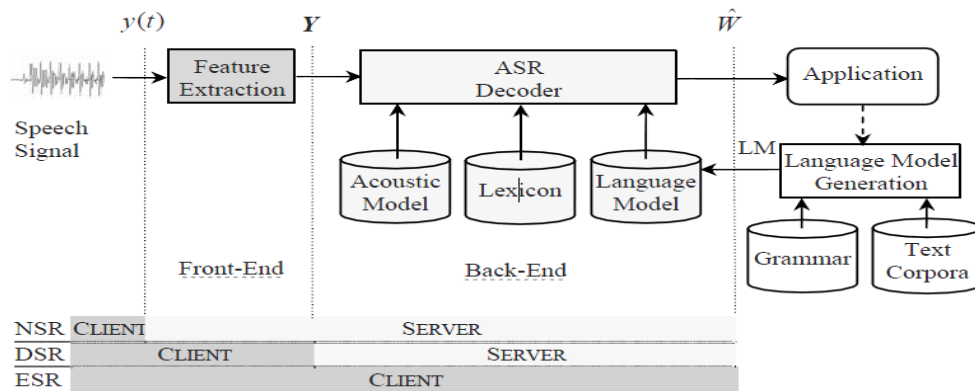 y(t)
Y
Ŵ
Feature
Extraction
ASR
Decoder
Application
Speech
Signal
LM
Language Model
Generation
Acoustic
Model
Lexicon
Language
Model
Grammar
Text
Corpora
Front-End
Back-End
NSR CLIENT SERVER
DSR CLIENT SERVER
ESR CLIENT